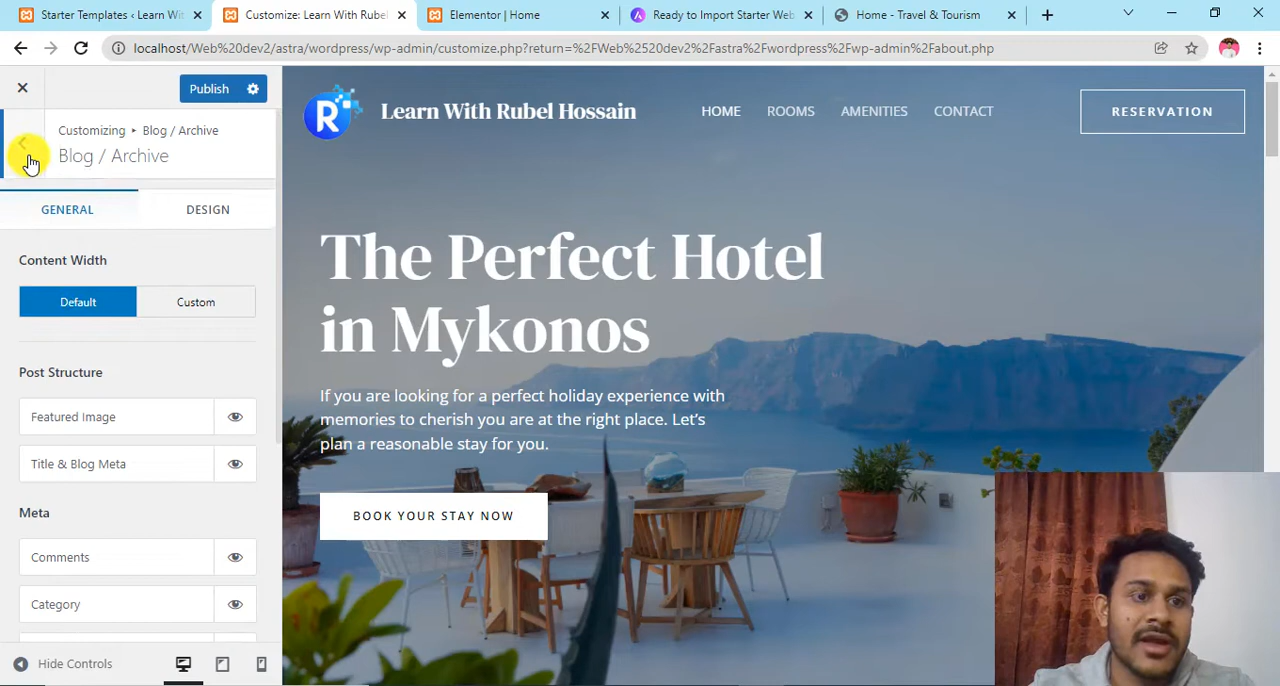 Starter Templates ‹ Learn Wit
Customize: Learn With Rubel
Elementor | Home
Ready to Import Starter Web
Home - Travel & Tourism
localhost/Web%20dev2/astra/wordpress/wp-admin/customize.php?return=%2FWeb%2520dev2%2Fastra%2Fwordpress%2Fwp-admin%2Fabout.php
Publish
Customizing ▸ Blog / Archive
Blog / Archive
GENERAL
DESIGN
Content Width
Default
Custom
Post Structure
Featured Image
Title & Blog Meta
Meta
Comments
Category
Hide Controls
R
Learn With Rubel Hossain
HOME
ROOMS
AMENITIES
CONTACT
RESERVATION
The Perfect Hotel
in Mykonos
If you are looking for a perfect holiday experience with
memories to cherish you are at the right place. Let's
plan a reasonable stay for you.
BOOK YOUR STAY NOW